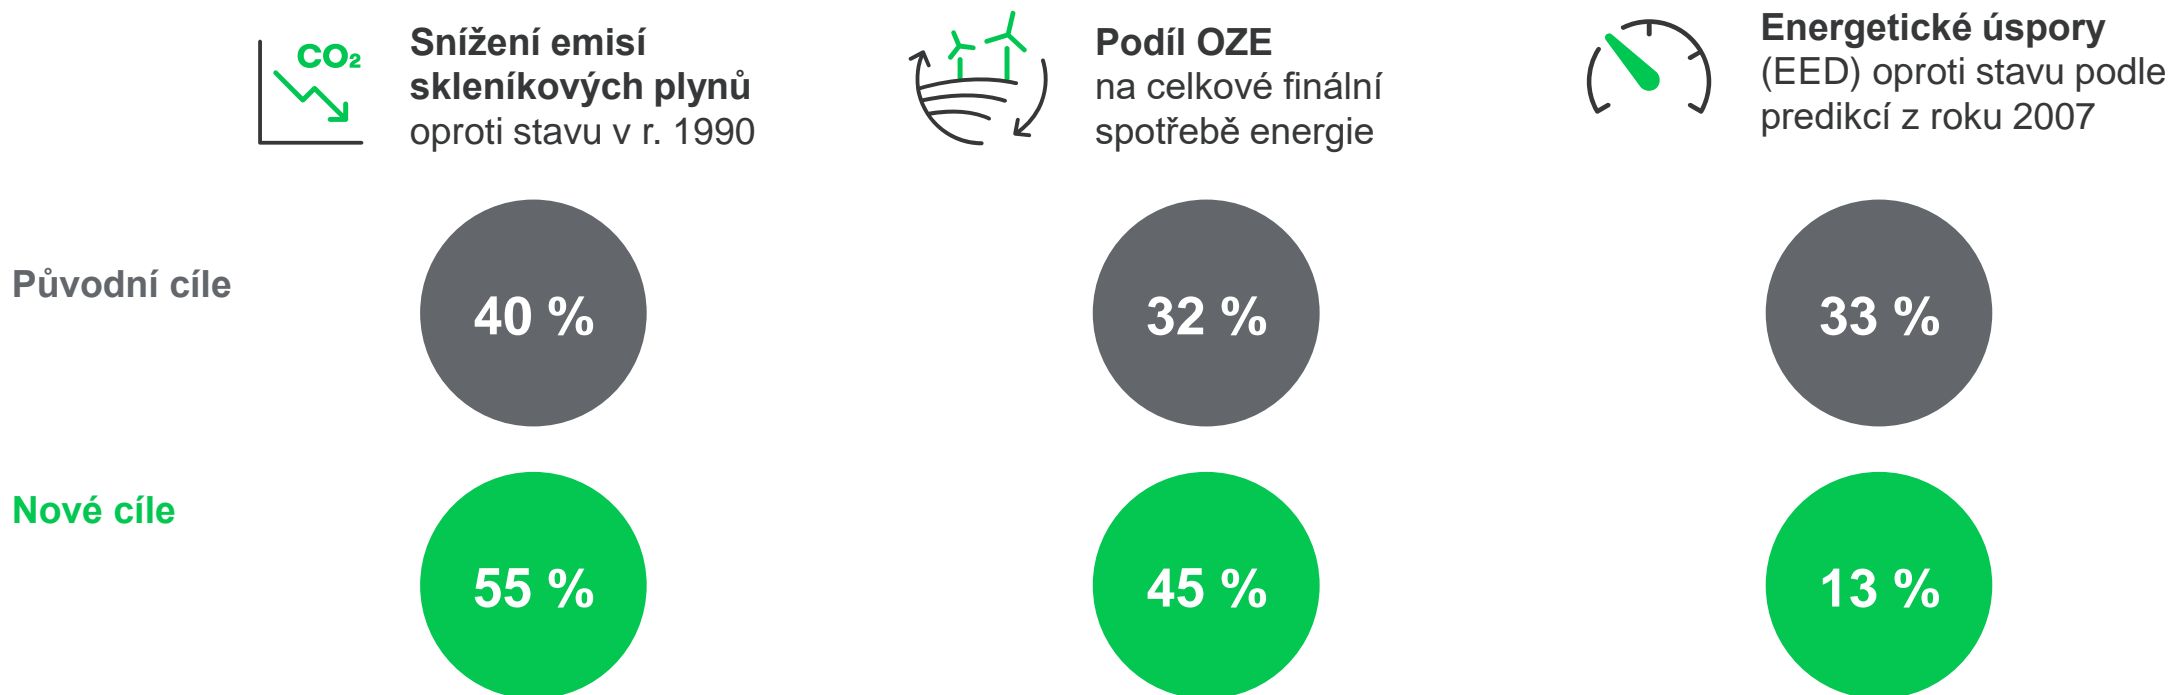 CO₂
Snížení emisí
skleníkových plynů
oproti stavu v r. 1990
Podíl OZE
na celkové finální
spotřebě energie
Energetické úspory
(EED) oproti stavu podle
predikcí z roku 2007
Původní cíle
40 %
32 %
33 %
Nové cíle
55 %
45 %
13 %